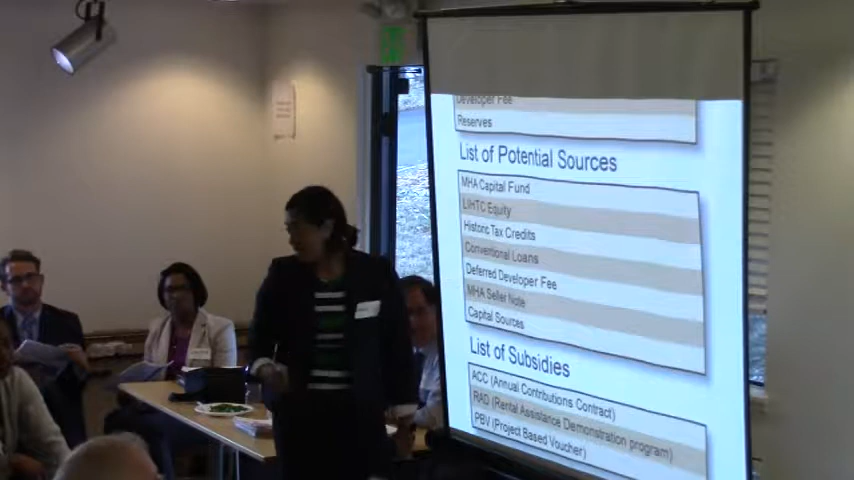 Developer Fee
Reserves
List of Potential Sources
MHA Capital Fund
LIHTC Equity
Historic Tax Credits
Conventional Loans
Deferred Developer Fee
MHA Seller Note
Capital Sources
List of Subsidies
ACC (Annual Contributions Contract)
RAD (Rental Assistance Demonstration program)
PBV (Project Based Voucher)